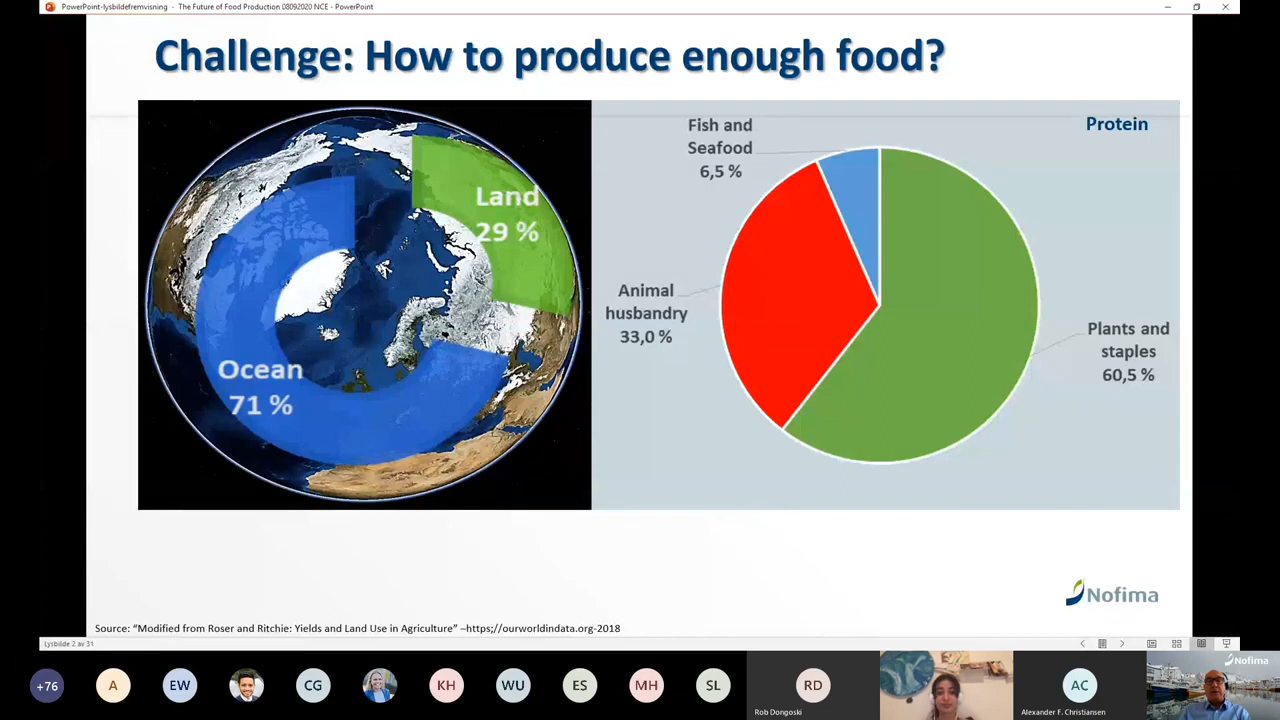 PowerPoint-lysbildefremvisning - The Future of Food Production 08092020 NCE - PowerPoint
Challenge: How to produce enough food?
Land
29 %
Ocean
71 %
Protein
Fish and
Seafood
6,5 %
Animal
husbandry
33,0 %
Plants and
staples
60,5 %
Nofima
Source: “Modified from Roser and Ritchie: Yields and Land Use in Agriculture” –https;//ourworldindata.org-2018
Lysbilde 2 av 31
+76
A
EW
CG
KH
WU
ES
MH
SL
RD
Rob Dongoski
AC
Alexander F. Christiansen
Nofima